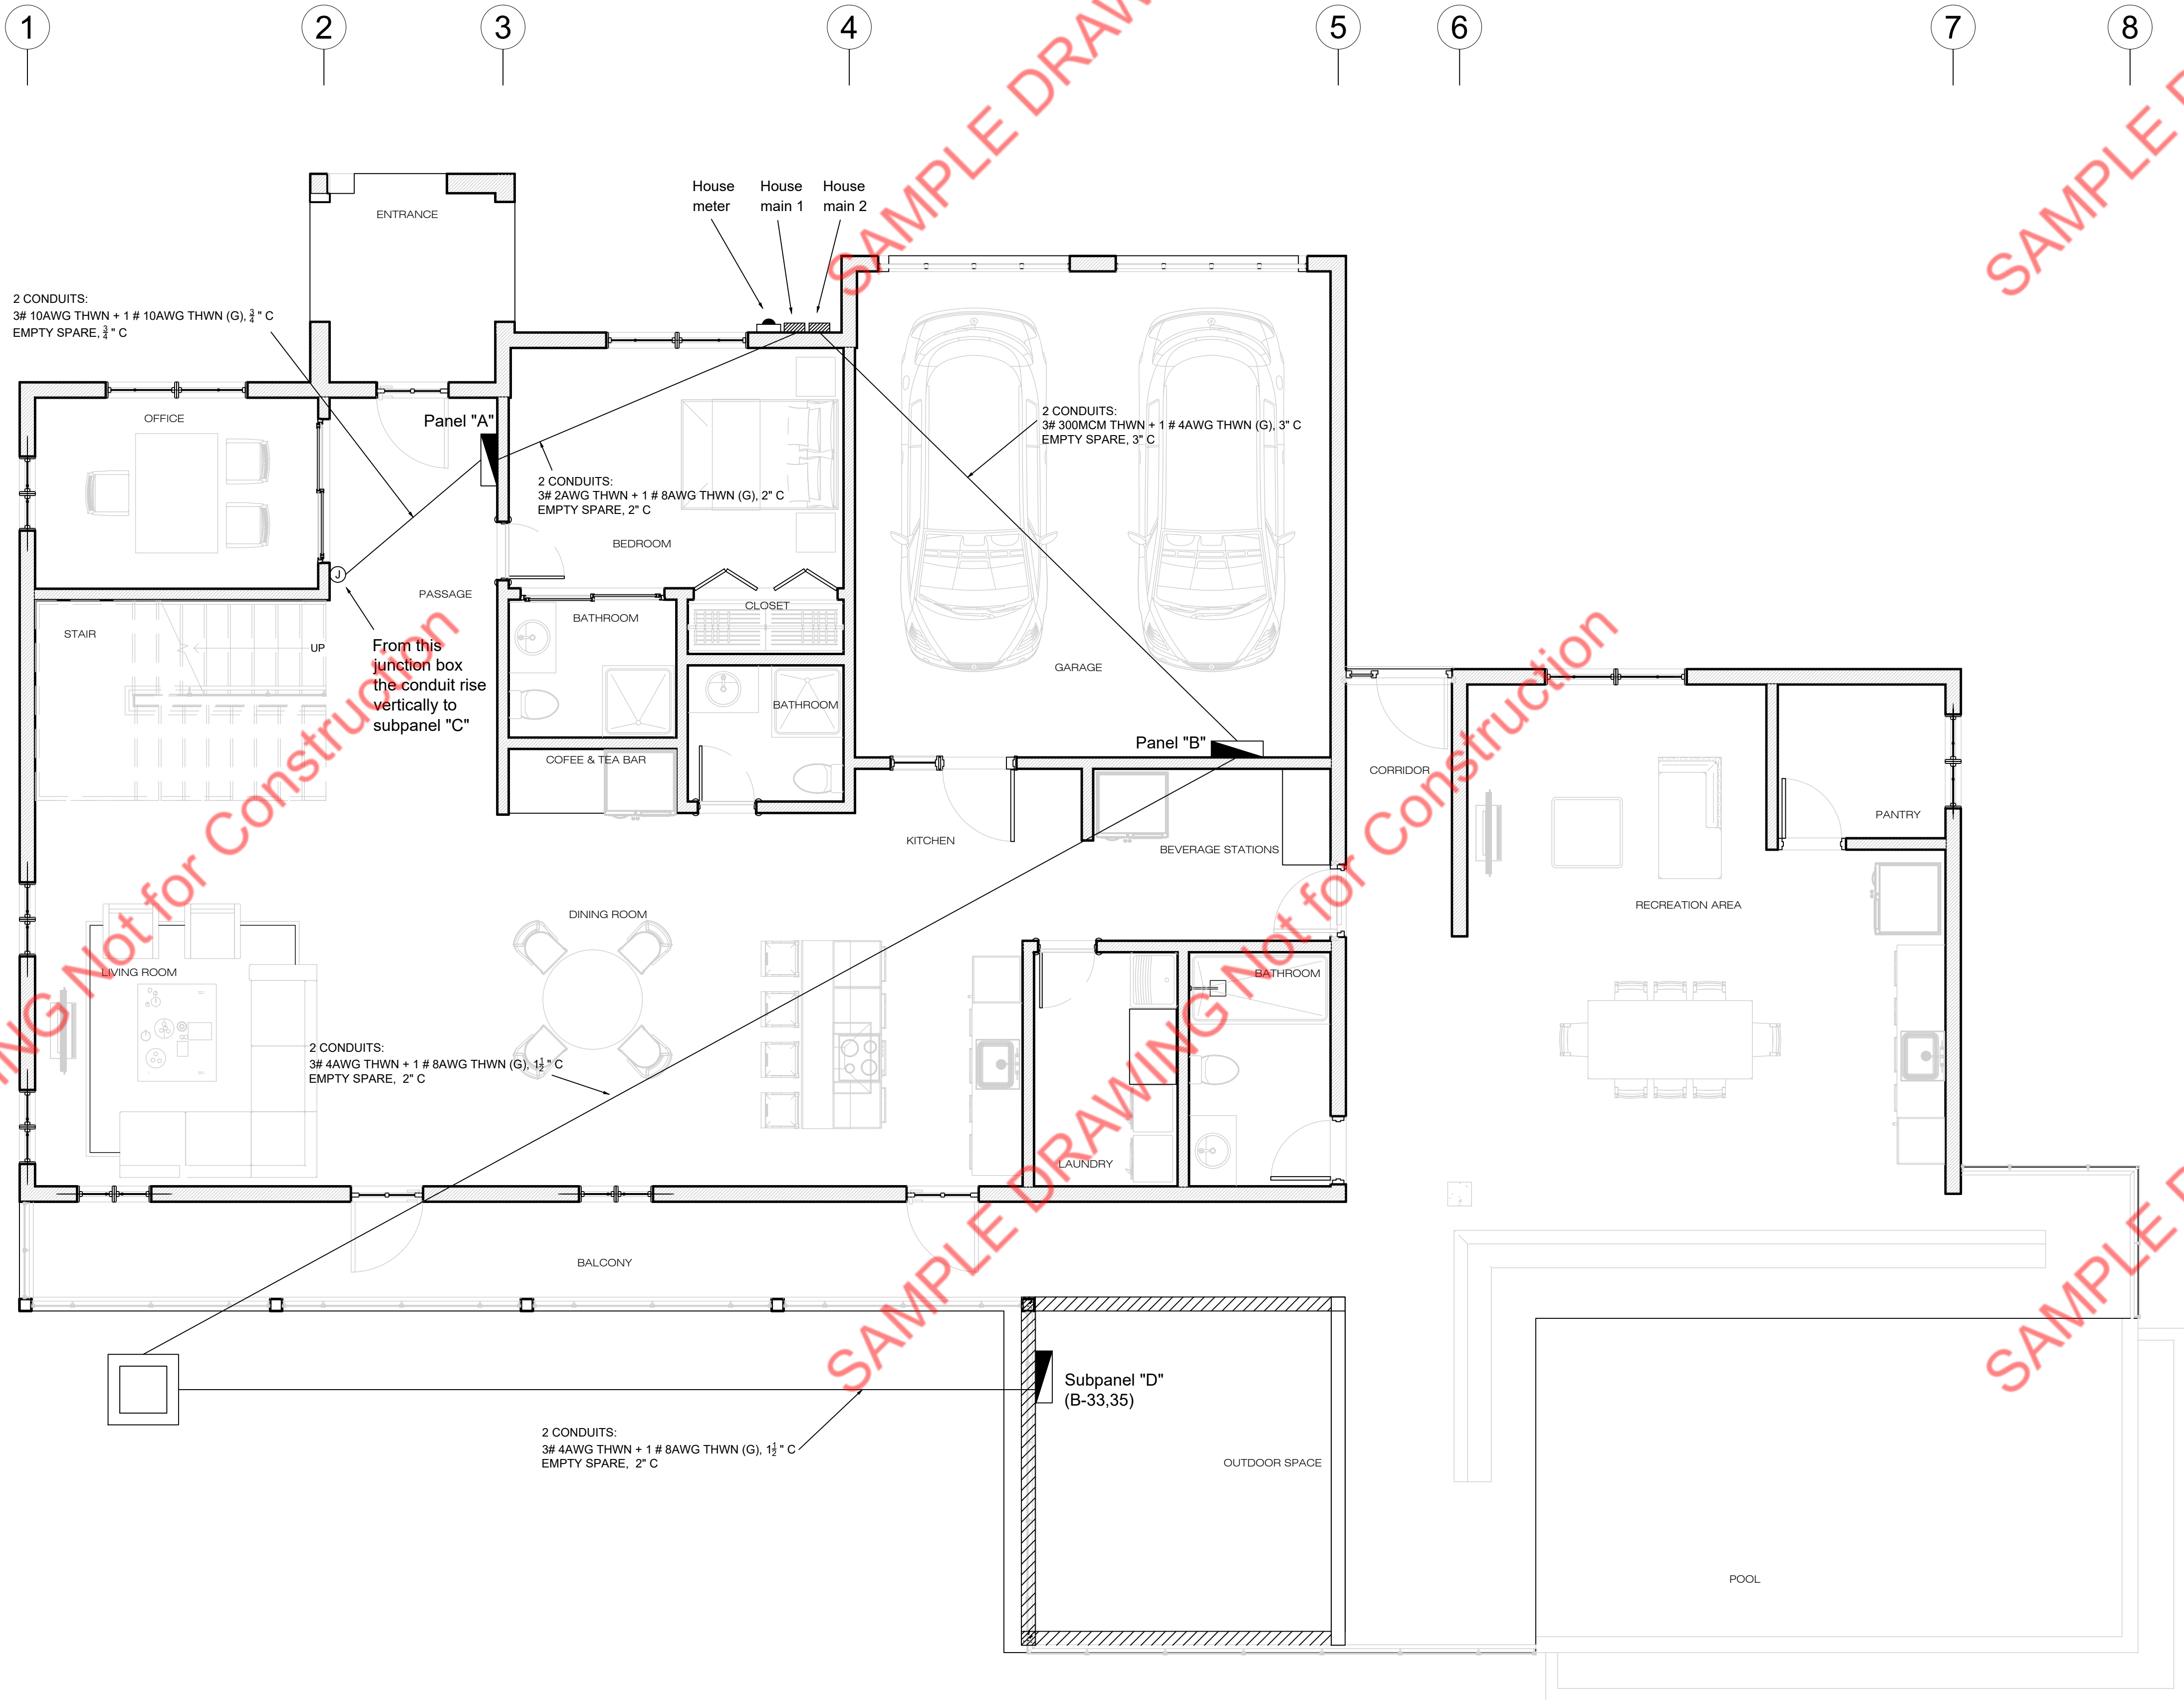 1
2
3
4
5
6
7
8
SAMPLE DRAW
SAMPLE D
House
meter
House
main 1
House
main 2
ENTRANCE
2 CONDUITS:
3# 10AWG THWN + 1 # 10AWG THWN (G), 3/4 " C
EMPTY SPARE, 3/4 " C
OFFICE
Panel "A"
2 CONDUITS:
3# 300MCM THWN + 1 # 4AWG THWN (G), 3" C
EMPTY SPARE, 3" C
2 CONDUITS:
3# 2AWG THWN + 1 # 8AWG THWN (G), 2" C
EMPTY SPARE, 2" C
BEDROOM
J
PASSAGE
CLOSET
BATHROOM
STAIR
UP
From this
junction box
the conduit rise
vertically to
subpanel "C"
GARAGE
BATHROOM
Panel "B"
COFEE & TEA BAR
CORRIDOR
PANTRY
KITCHEN
BEVERAGE STATIONS
RECREATION AREA
DINING ROOM
LIVING ROOM
BATHROOM
WING Not for Construction
SAMPLE DRAWING Not for Construction
2 CONDUITS:
3# 4AWG THWN + 1 # 8AWG THWN (G), 1 1/2 " C
EMPTY SPARE, 2" C
LAUNDRY
BALCONY
SAMPLE D
Subpanel "D"
(B-33,35)
2 CONDUITS:
3# 4AWG THWN + 1 # 8AWG THWN (G), 1 1/2 " C
EMPTY SPARE, 2" C
OUTDOOR SPACE
POOL